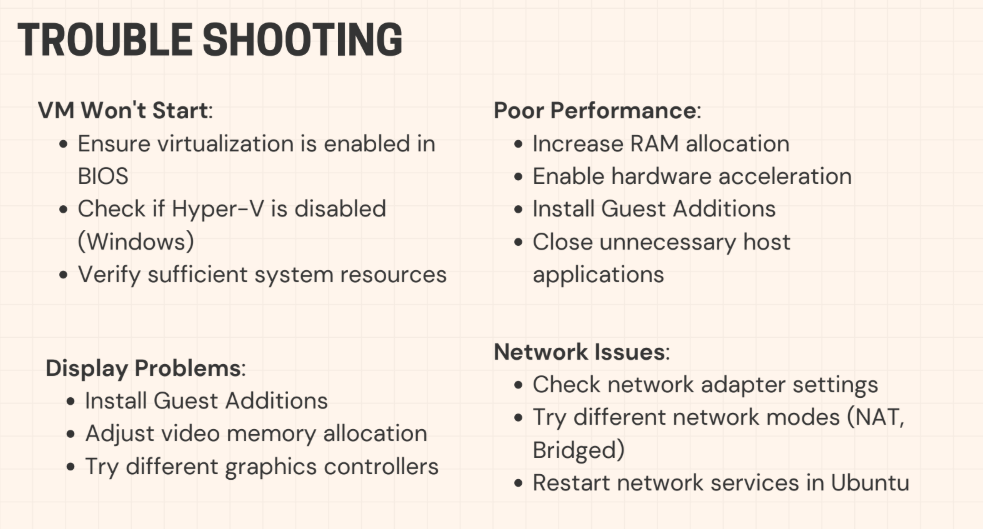 TROUBLE SHOOTING
VM Won't Start:
• Ensure virtualization is enabled in
BIOS
• Check if Hyper-V is disabled
(Windows)
• Verify sufficient system resources
Display Problems:
• Install Guest Additions
• Adjust video memory allocation
• Try different graphics controllers
Poor Performance:
• Increase RAM allocation
• Enable hardware acceleration
• Install Guest Additions
• Close unnecessary host
applications
Network Issues:
• Check network adapter settings
• Try different network modes (NAT,
Bridged)
• Restart network services in Ubuntu